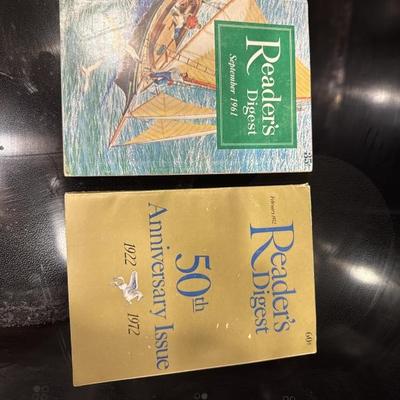 Reader's
Digest
September 1961
35¢
February 1972
Reader's
Digest
60¢
50th
Anniversary Issue
1922 1972